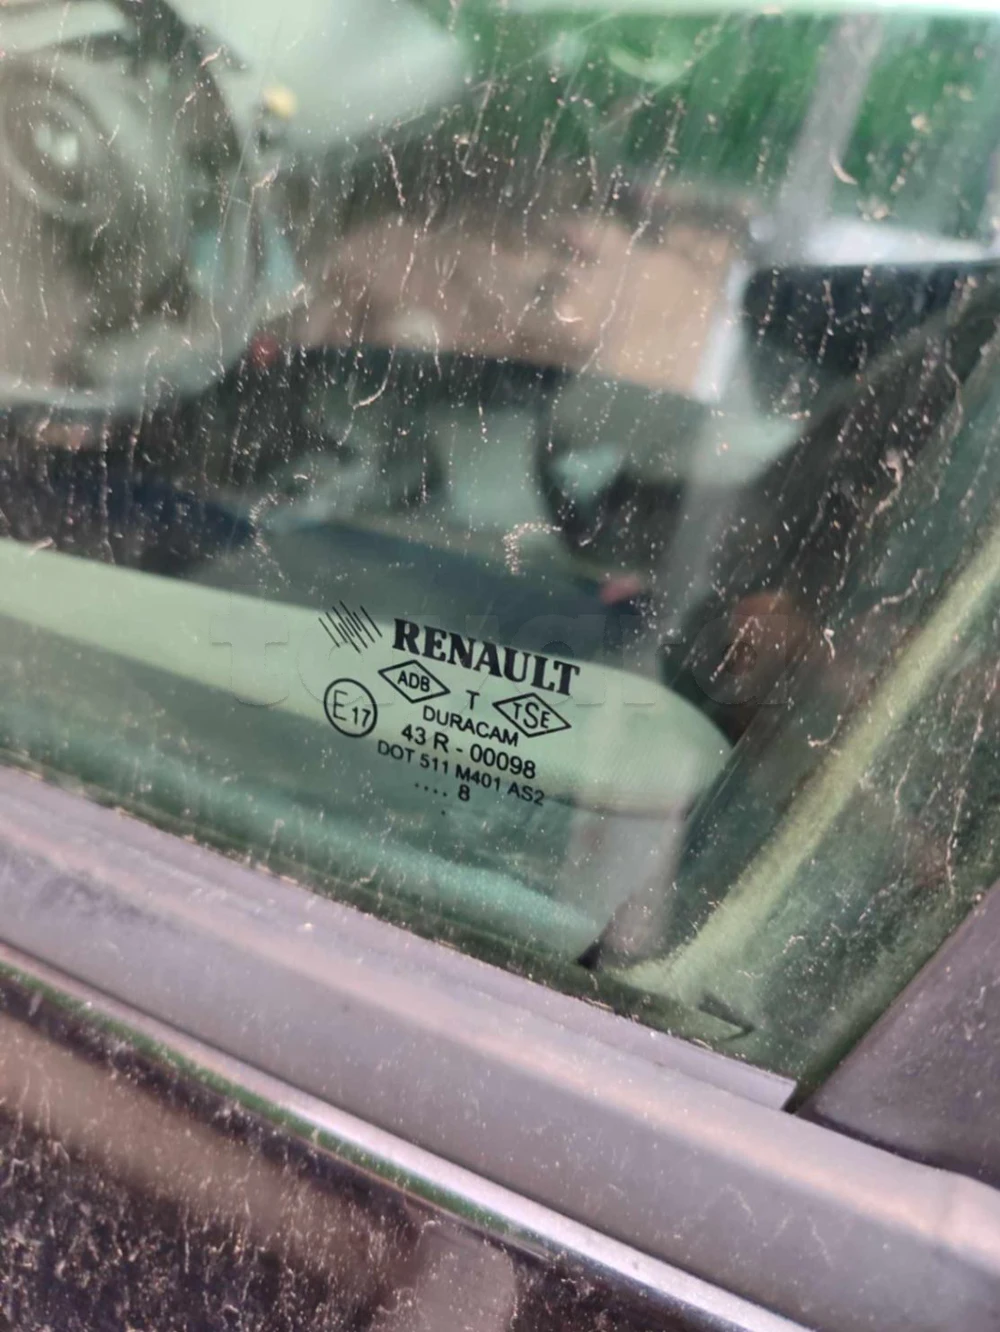 RENAULT
ADB T TSE
E17 DURACAM
43 R - 00098
DOT 511 M401 AS2
.... 8
.